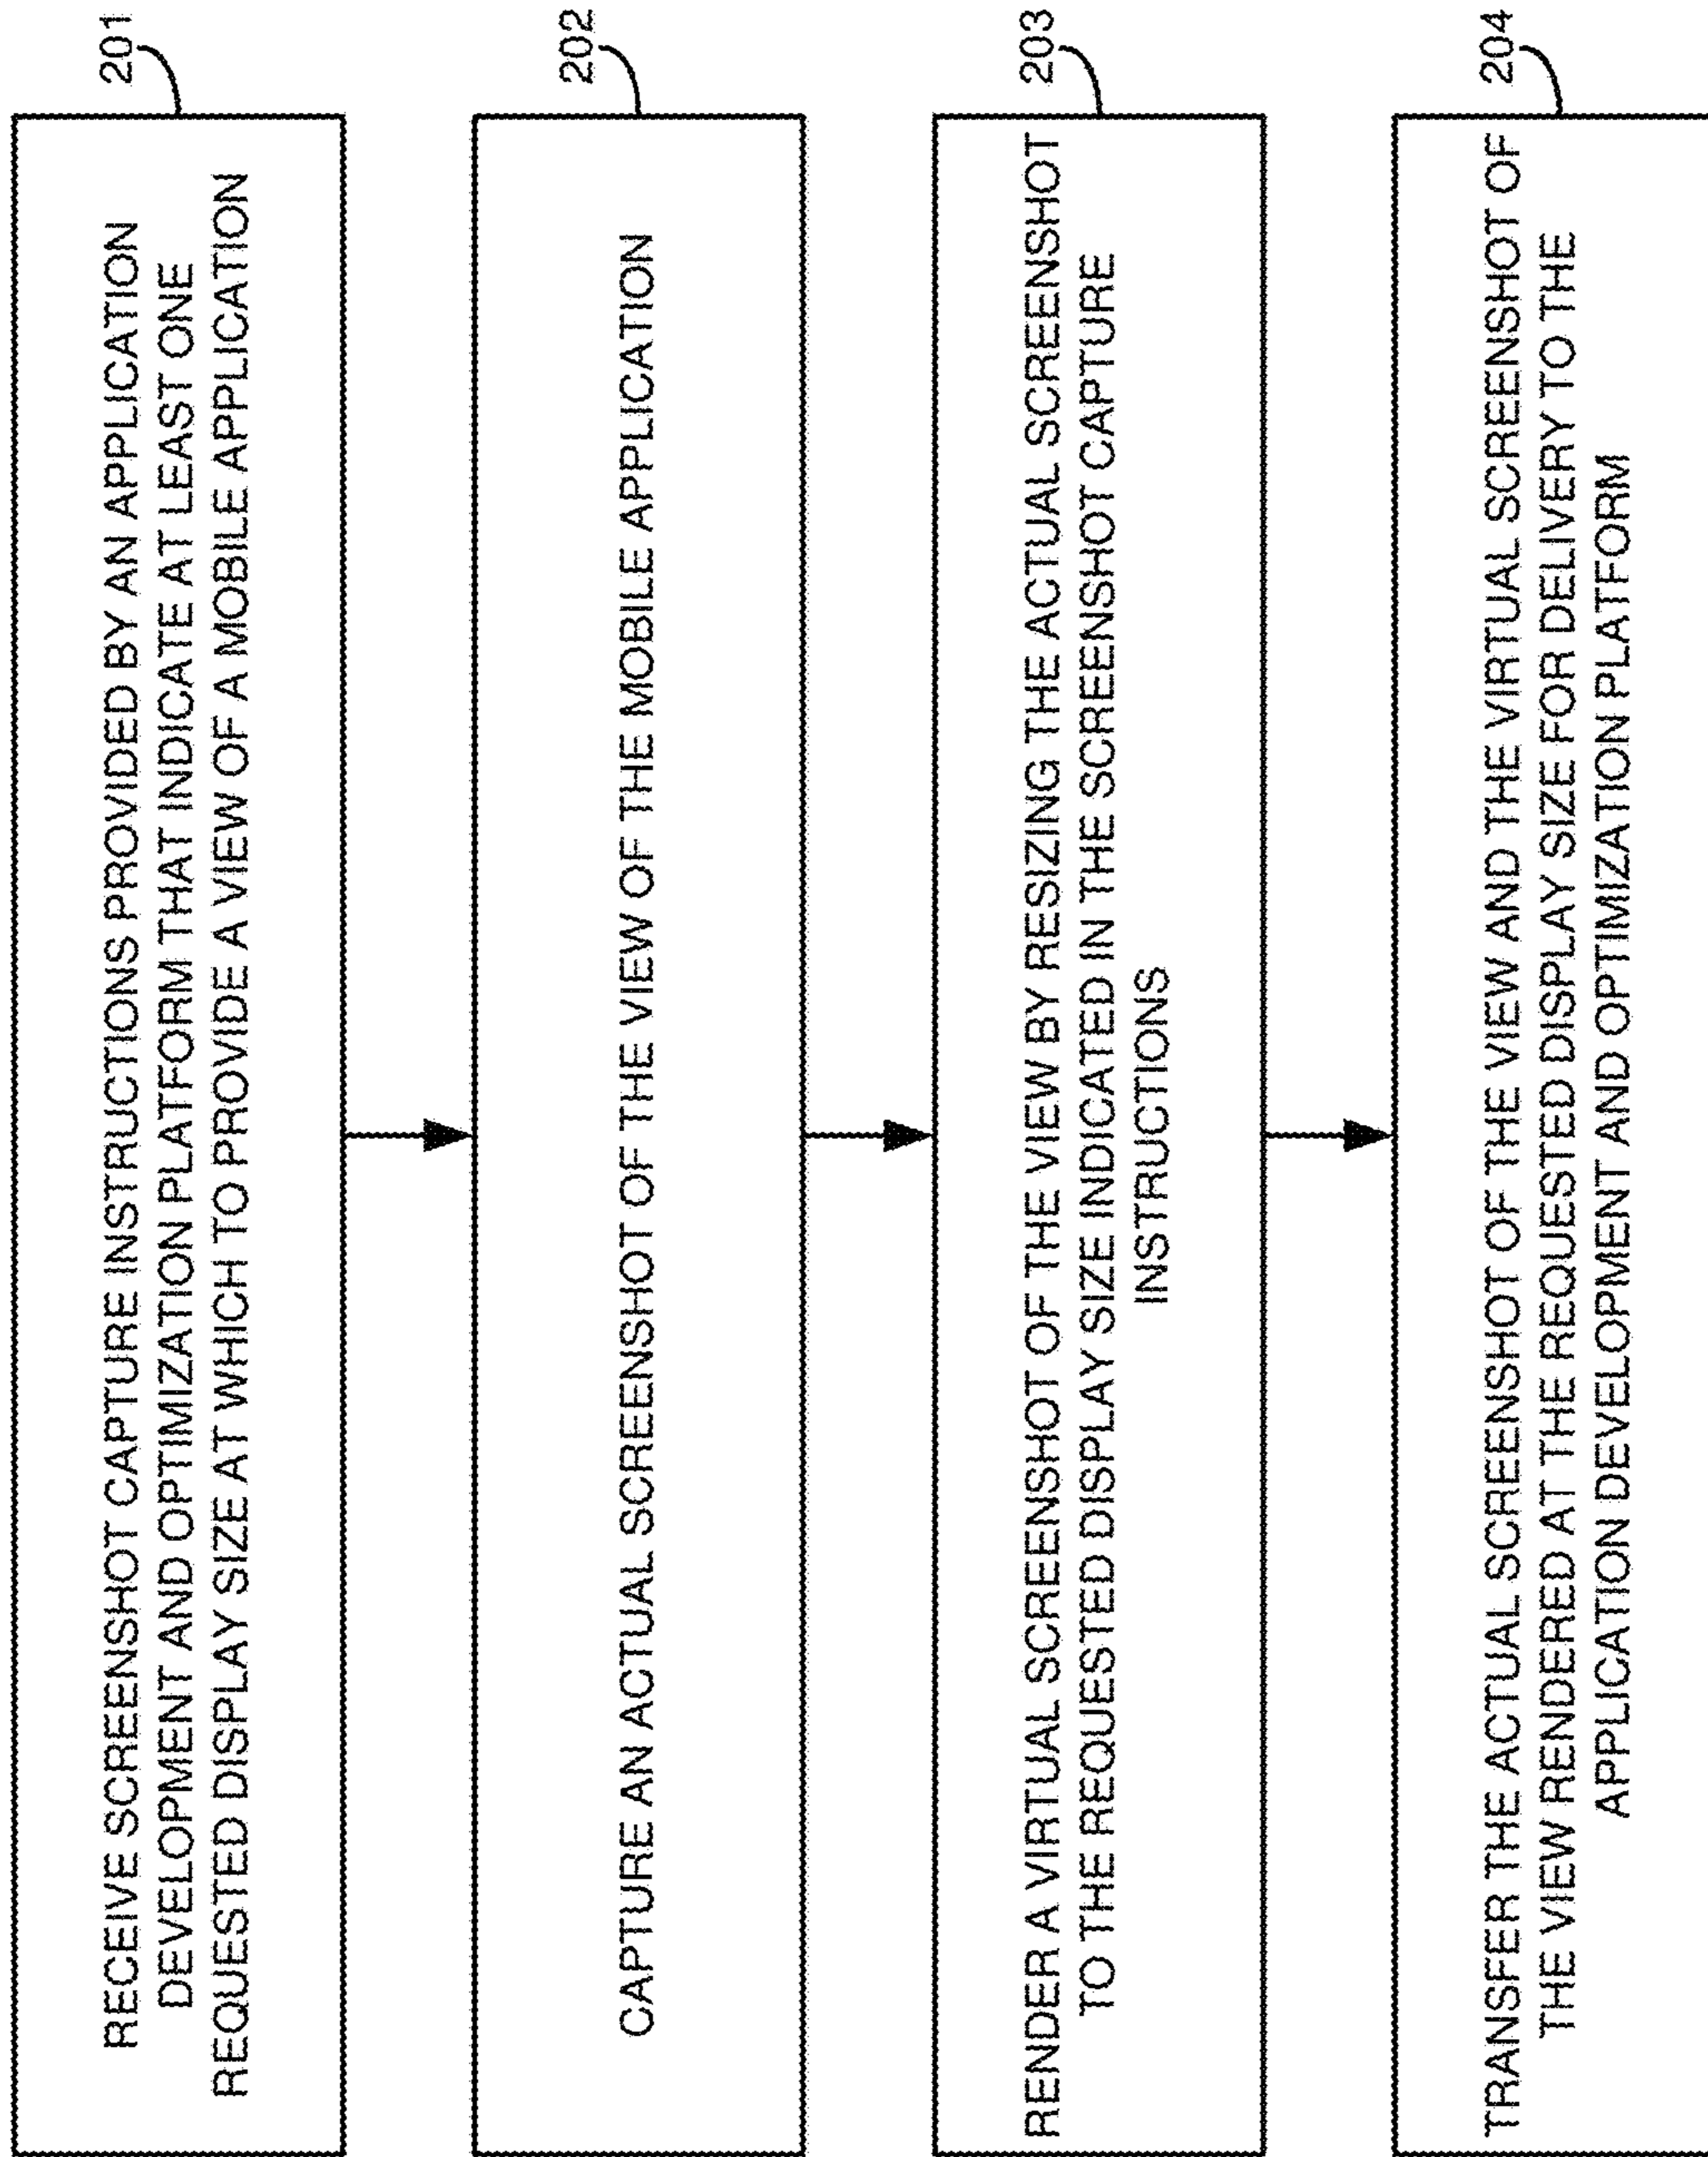 201
RECEIVE SCREENSHOT CAPTURE INSTRUCTIONS PROVIDED BY AN APPLICATION
DEVELOPMENT AND OPTIMIZATION PLATFORM THAT INDICATE AT LEAST ONE
REQUESTED DISPLAY SIZE AT WHICH TO PROVIDE A VIEW OF A MOBILE APPLICATION
202
CAPTURE AN ACTUAL SCREENSHOT OF THE VIEW OF THE MOBILE APPLICATION
203
RENDER A VIRTUAL SCREENSHOT OF THE VIEW BY RESIZING THE ACTUAL SCREENSHOT
TO THE REQUESTED DISPLAY SIZE INDICATED IN THE SCREENSHOT CAPTURE
INSTRUCTIONS
204
TRANSFER THE ACTUAL SCREENSHOT OF THE VIEW AND THE VIRTUAL SCREENSHOT OF
THE VIEW RENDERED AT THE REQUESTED DISPLAY SIZE FOR DELIVERY TO THE
APPLICATION DEVELOPMENT AND OPTIMIZATION PLATFORM